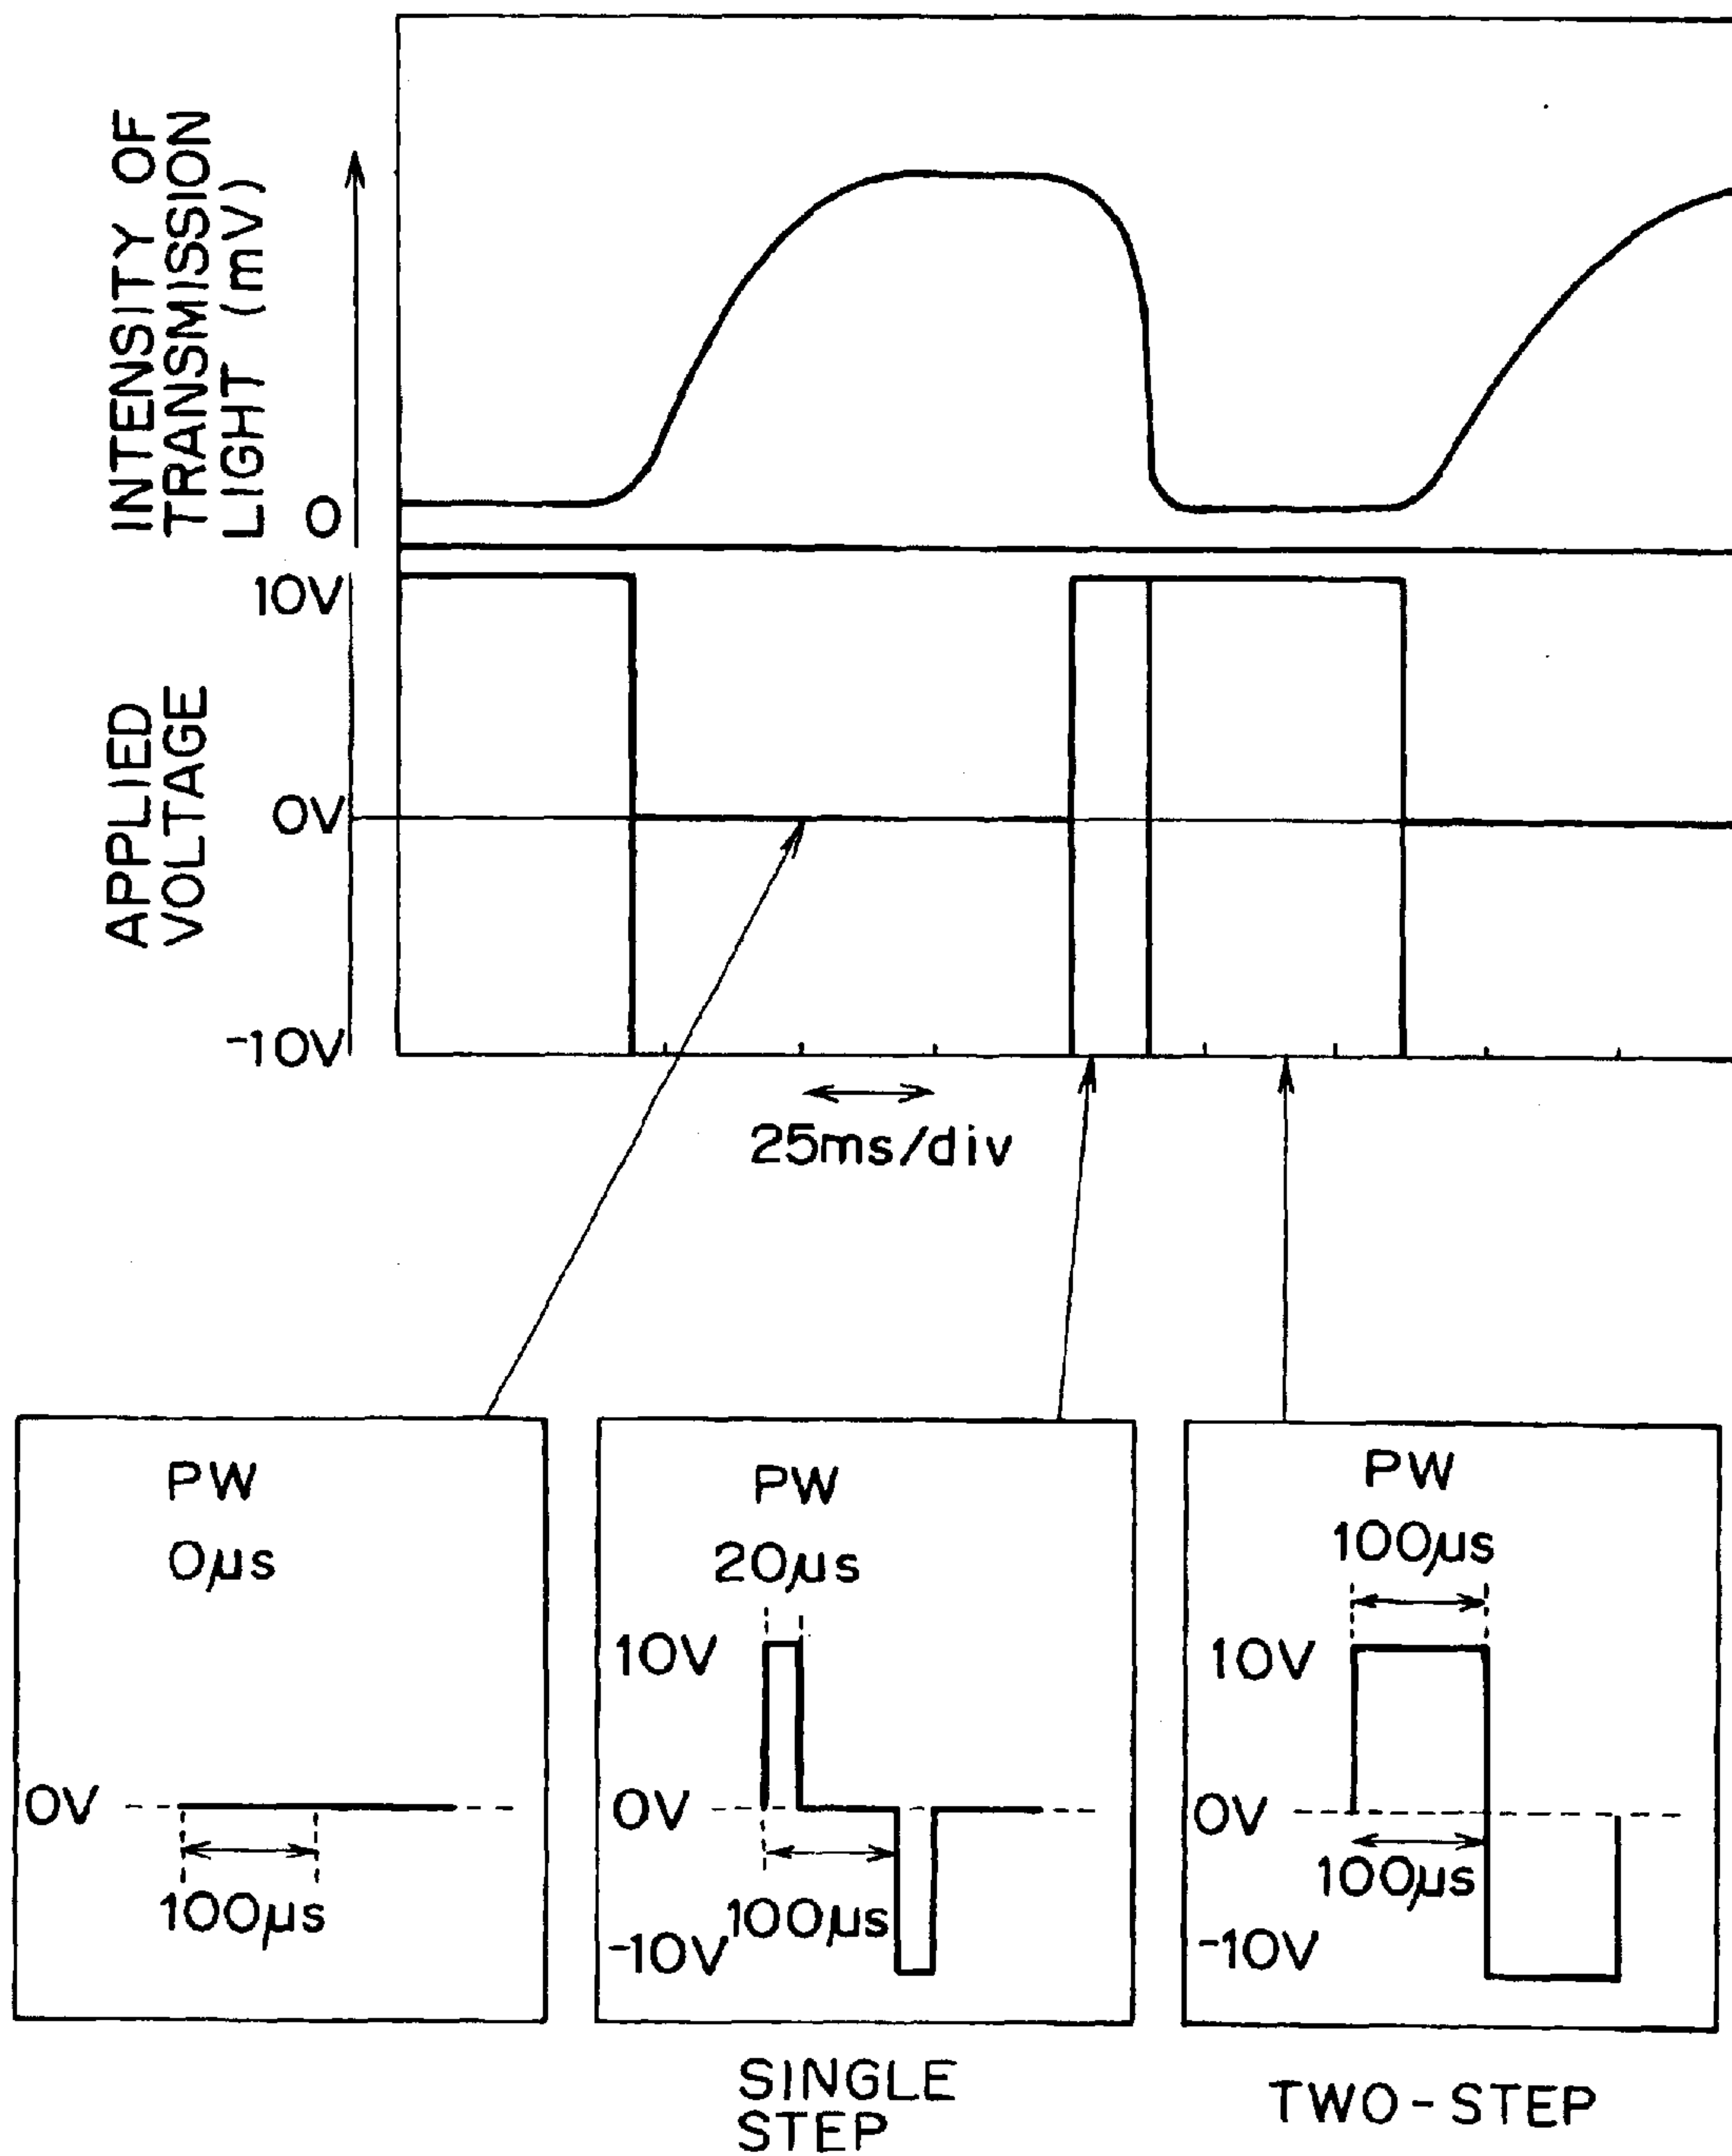 INTENSITY OF
TRANSMISSION
LIGHT (mV)
0
10V
0V
-10V
APPLIED
VOLTAGE
25ms/div
PW
0μs
0V
100μs
PW
20μs
10V
0V
100μs
-10V
SINGLE
STEP
PW
100μs
10V
0V
100μs
-10V
TWO-STEP